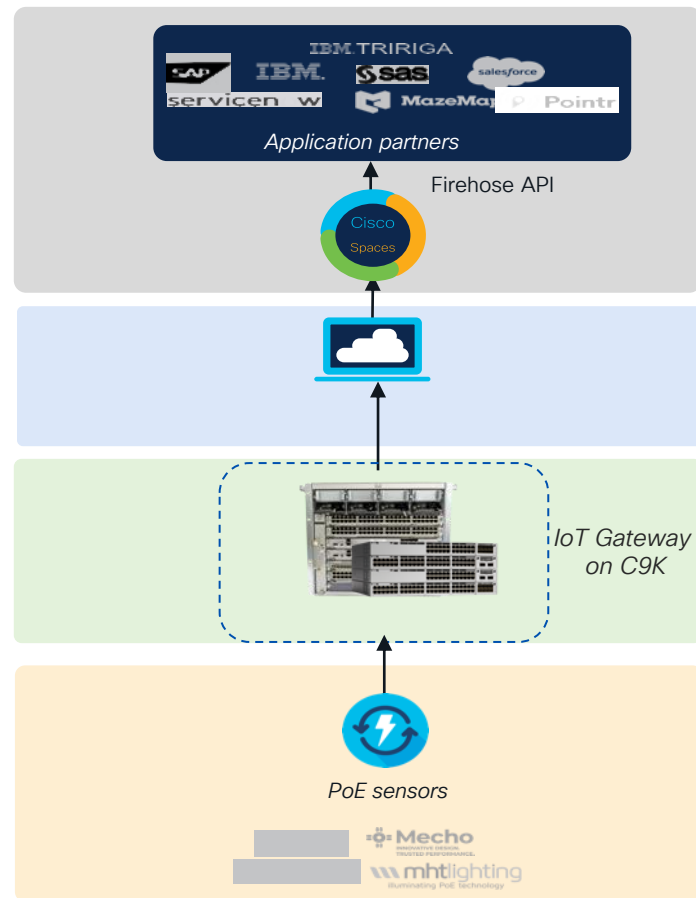 IBM TRIRIGA
SAP IBM. sas salesforce
servicen w MazeMap Pointr
Application partners
Firehose API
Cisco
Spaces
IoT Gateway
on C9K
PoE sensors
Mecho
INNOVATIVE DESIGN.
TRUSTED PERFORMANCE.
mhtlighting
Illuminating PoE Technology